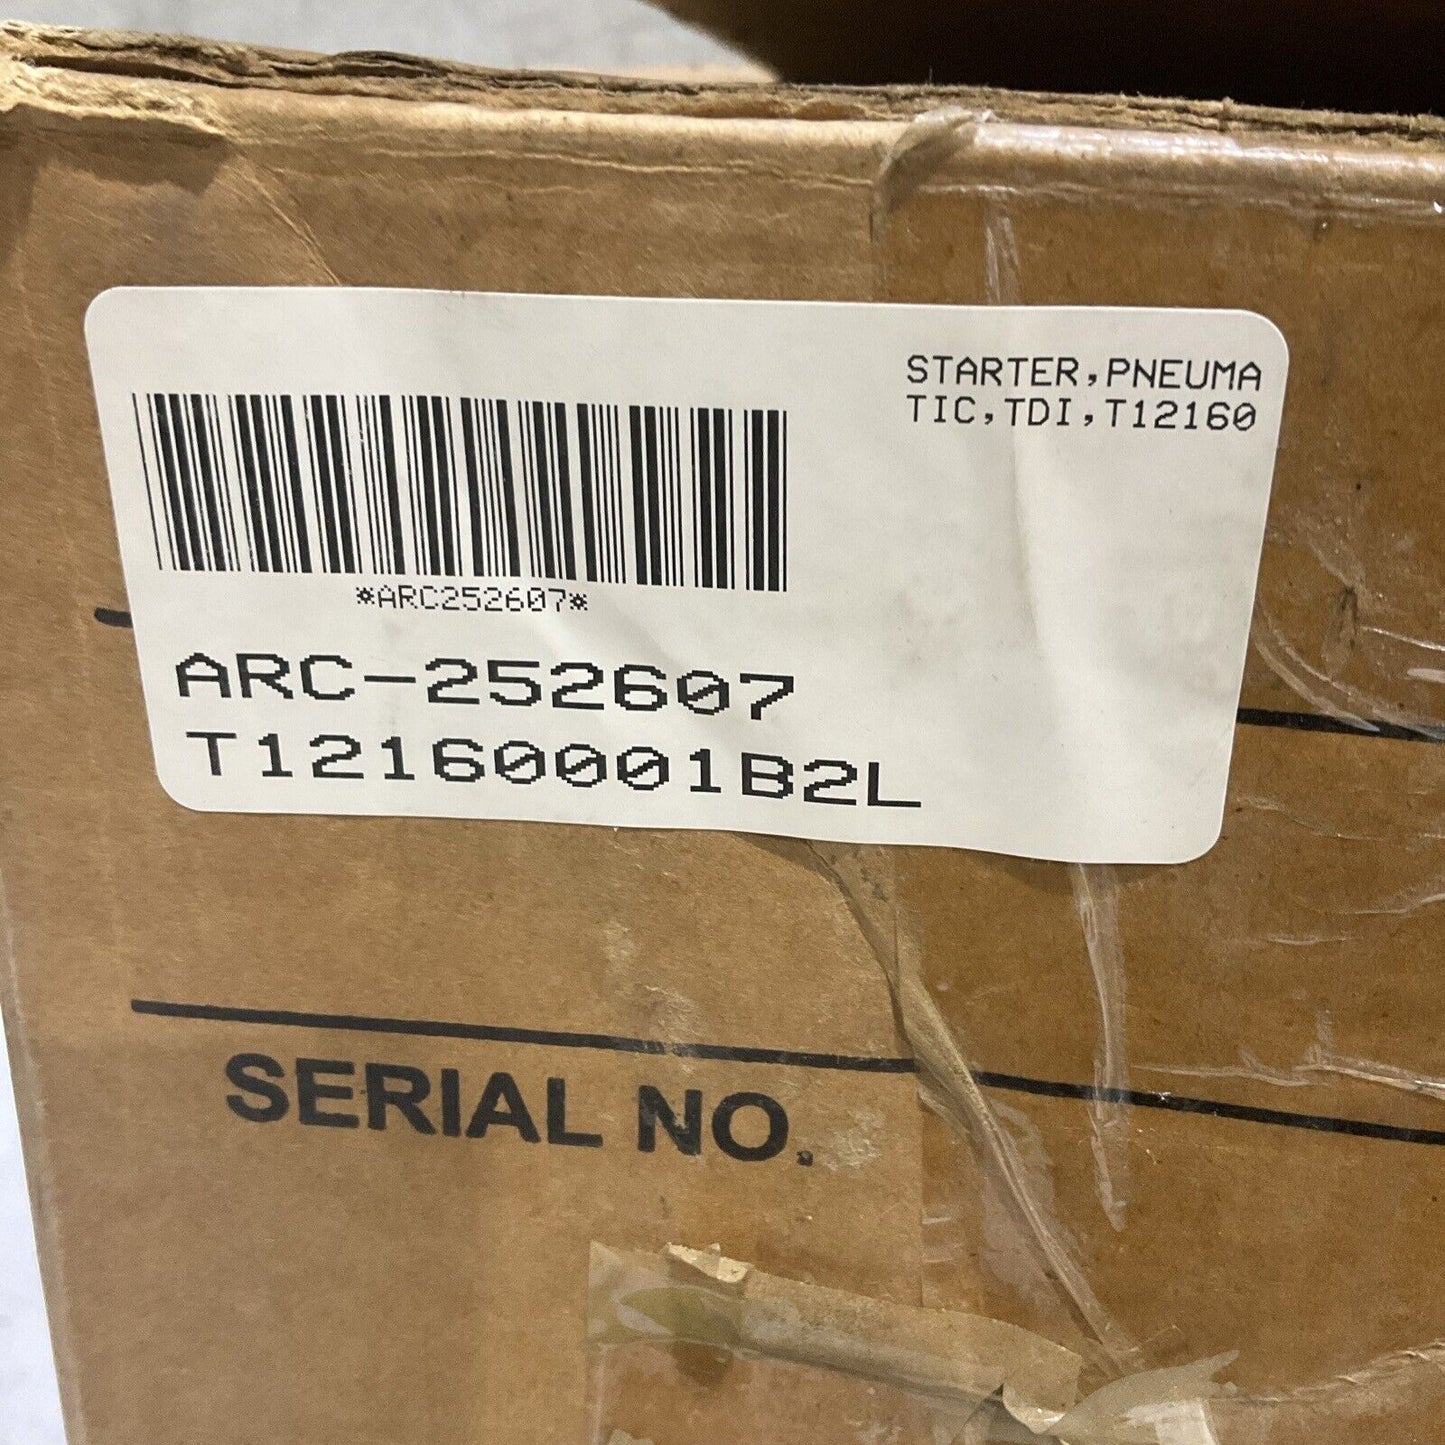 STARTER,PNEUMA
TIC,TDI,T12160
*ARC252607*
ARC-252607
T12160001B2L
SERIAL NO.